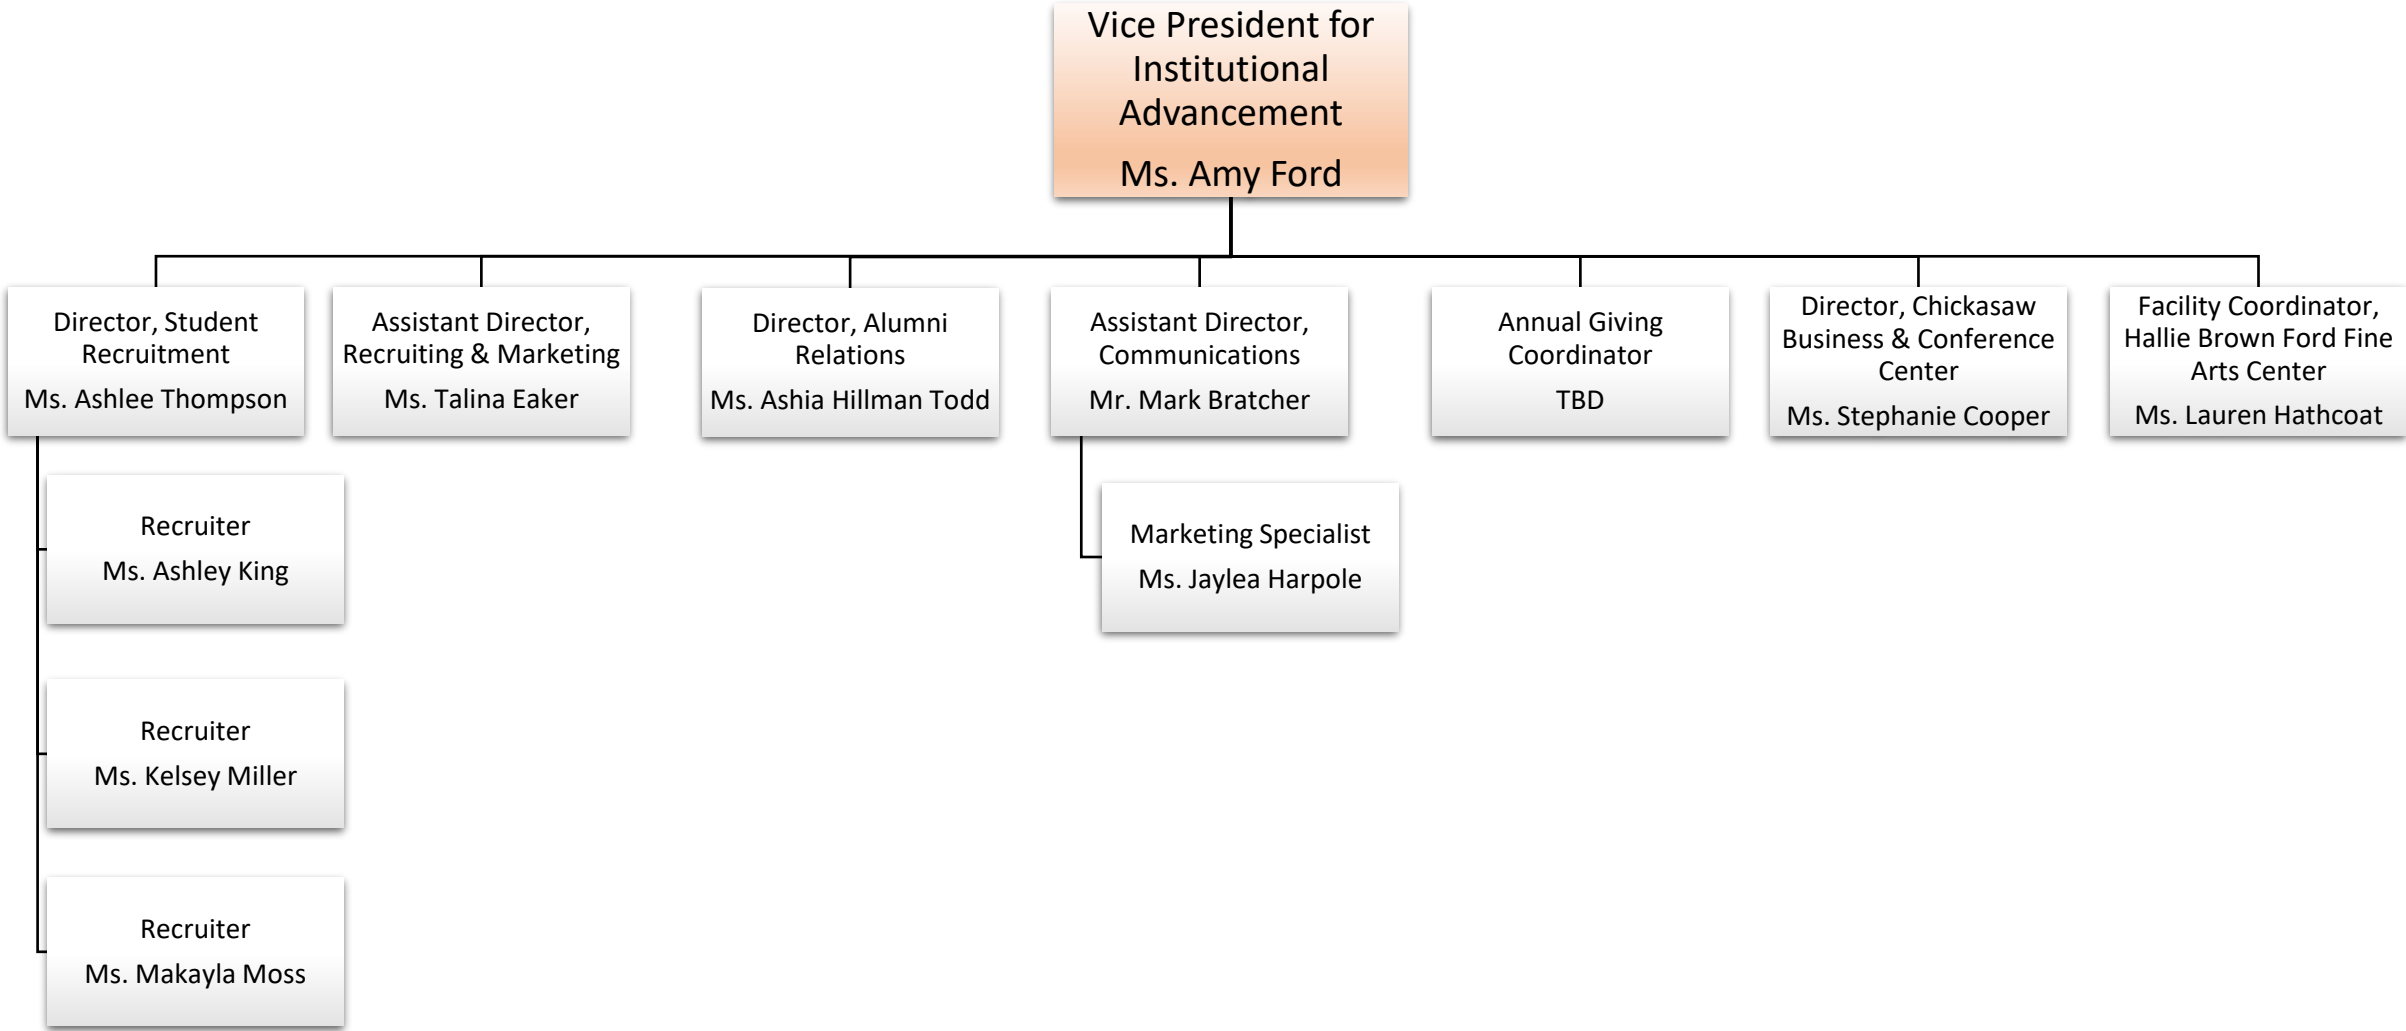 Vice President for
Institutional
Advancement
Ms. Amy Ford
Director, Student
Recruitment
Ms. Ashlee Thompson
Assistant Director,
Recruiting & Marketing
Ms. Talina Eaker
Director, Alumni
Relations
Ms. Ashia Hillman Todd
Assistant Director,
Communications
Mr. Mark Bratcher
Annual Giving
Coordinator
TBD
Director, Chickasaw
Business & Conference
Center
Ms. Stephanie Cooper
Facility Coordinator,
Hallie Brown Ford Fine
Arts Center
Ms. Lauren Hathcoat
Recruiter
Ms. Ashley King
Marketing Specialist
Ms. Jaylea Harpole
Recruiter
Ms. Kelsey Miller
Recruiter
Ms. Makayla Moss